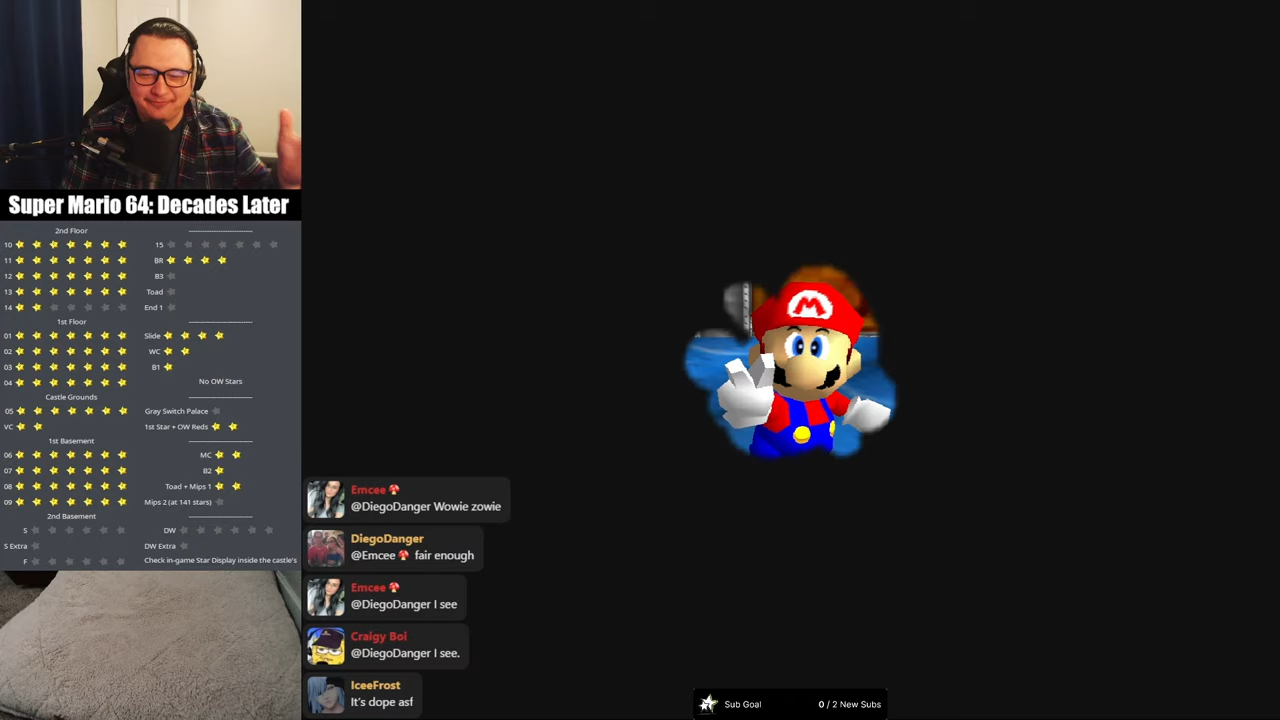 Super Mario 64: Decades Later
2nd Floor
10
15
11
BR
12
B3
13
Toad
14
End 1
1st Floor
01
Slide
02
WC
03
B1
04
No OW Stars
Castle Grounds
05
Gray Switch Palace
VC
1st Star + OW Reds
1st Basement
06
MC
07
B2
08
Toad + Mips 1
09
Mips 2 (at 141 stars)
2nd Basement
S
DW
S Extra
DW Extra
F
Check in-game Star Display inside the castle's
M
Emcee
@DiegoDanger Wowie zowie
DiegoDanger
@Emcee fair enough
Emcee
@DiegoDanger I see
Craigy Boi
@DiegoDanger I see.
IceeFrost
It's dope asf
Sub Goal 0 / 2 New Subs